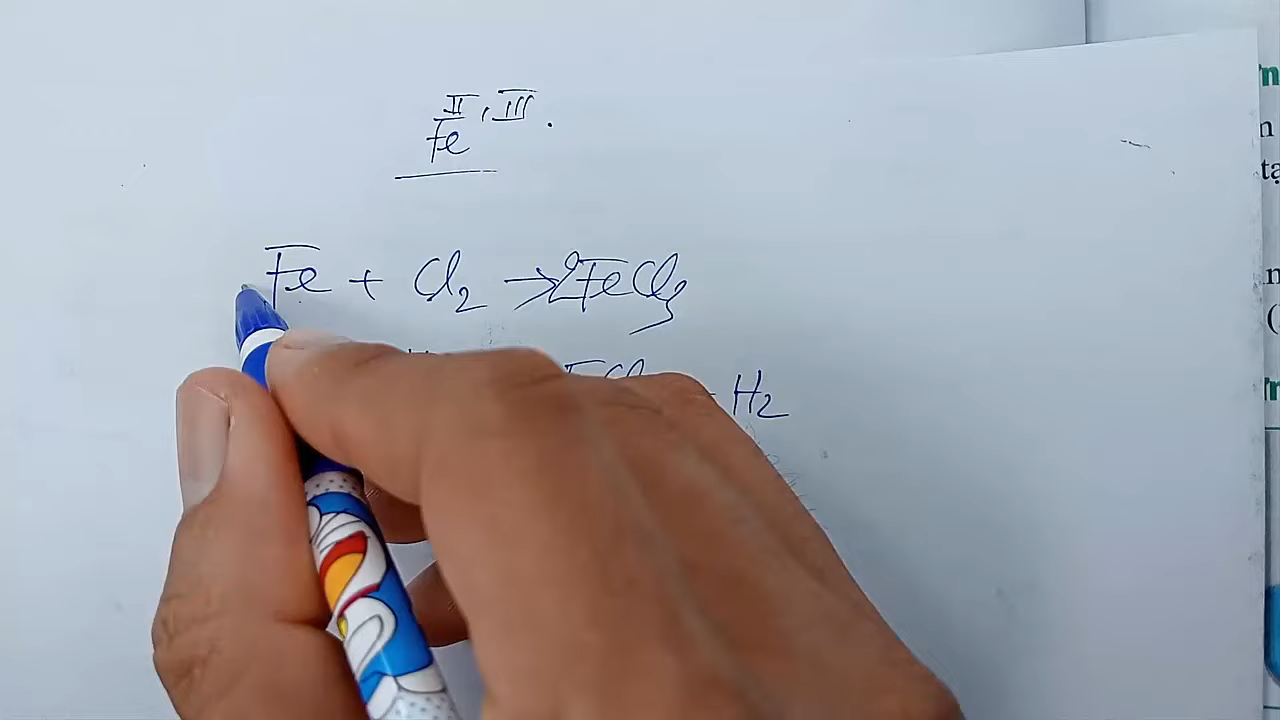 II, III.
Fe
Fe + Cl2 → 2FeCl3
H2